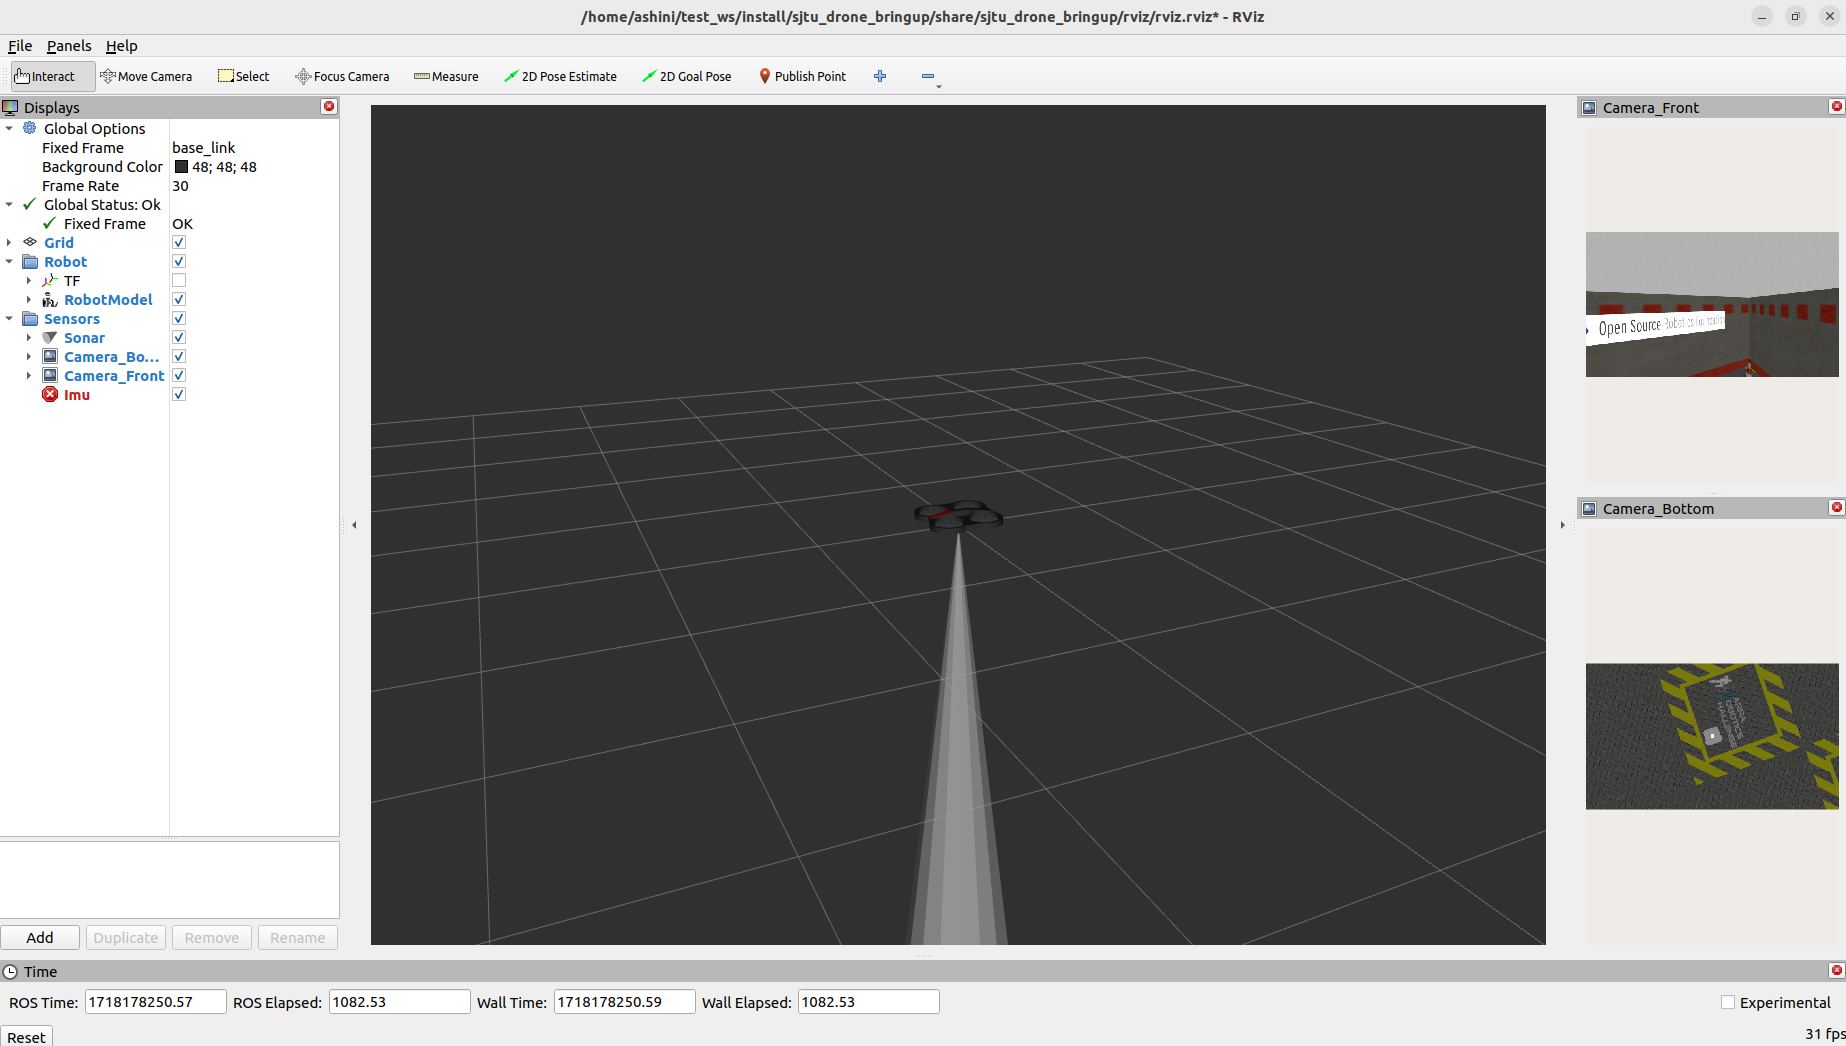 /home/ashini/test_ws/install/sjtu_drone_bringup/share/sjtu_drone_bringup/rviz/rviz.rviz* - RViz
File Panels Help
Interact Move Camera Select Focus Camera Measure 2D Pose Estimate 2D Goal Pose Publish Point
Displays
Global Options
Fixed Frame base_link
Background Color 48; 48; 48
Frame Rate 30
Global Status: Ok
Fixed Frame OK
Grid
Robot
TF
RobotModel
Sensors
Sonar
Camera_Bo...
Camera_Front
Imu
Add Duplicate Remove Rename
Camera_Front
Open Source Robotics Foundation
Camera_Bottom
Time
ROS Time: 1718178250.57 ROS Elapsed: 1082.53 Wall Time: 1718178250.59 Wall Elapsed: 1082.53 Experimental
Reset 31 fps